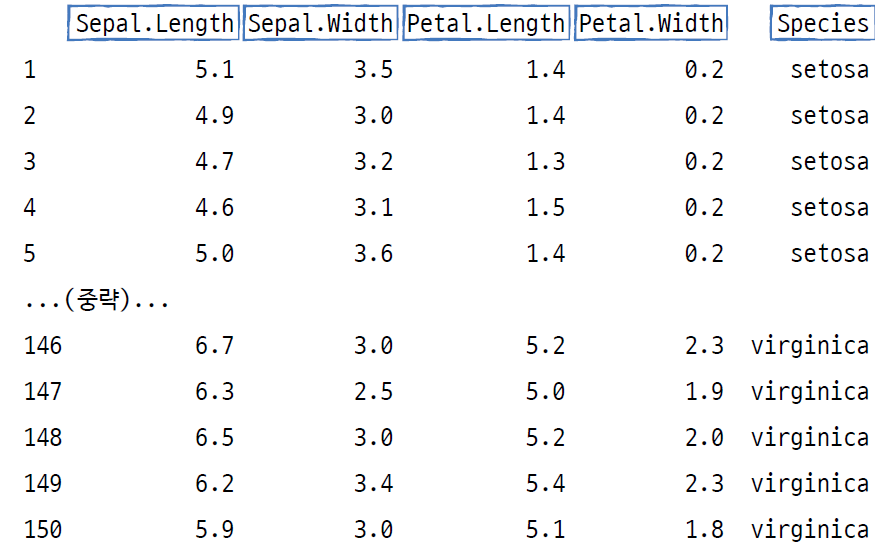 Sepal.Length Sepal.Width Petal.Length Petal.Width Species
1 5.1 3.5 1.4 0.2 setosa
2 4.9 3.0 1.4 0.2 setosa
3 4.7 3.2 1.3 0.2 setosa
4 4.6 3.1 1.5 0.2 setosa
5 5.0 3.6 1.4 0.2 setosa
...(중략)...
146 6.7 3.0 5.2 2.3 virginica
147 6.3 2.5 5.0 1.9 virginica
148 6.5 3.0 5.2 2.0 virginica
149 6.2 3.4 5.4 2.3 virginica
150 5.9 3.0 5.1 1.8 virginica